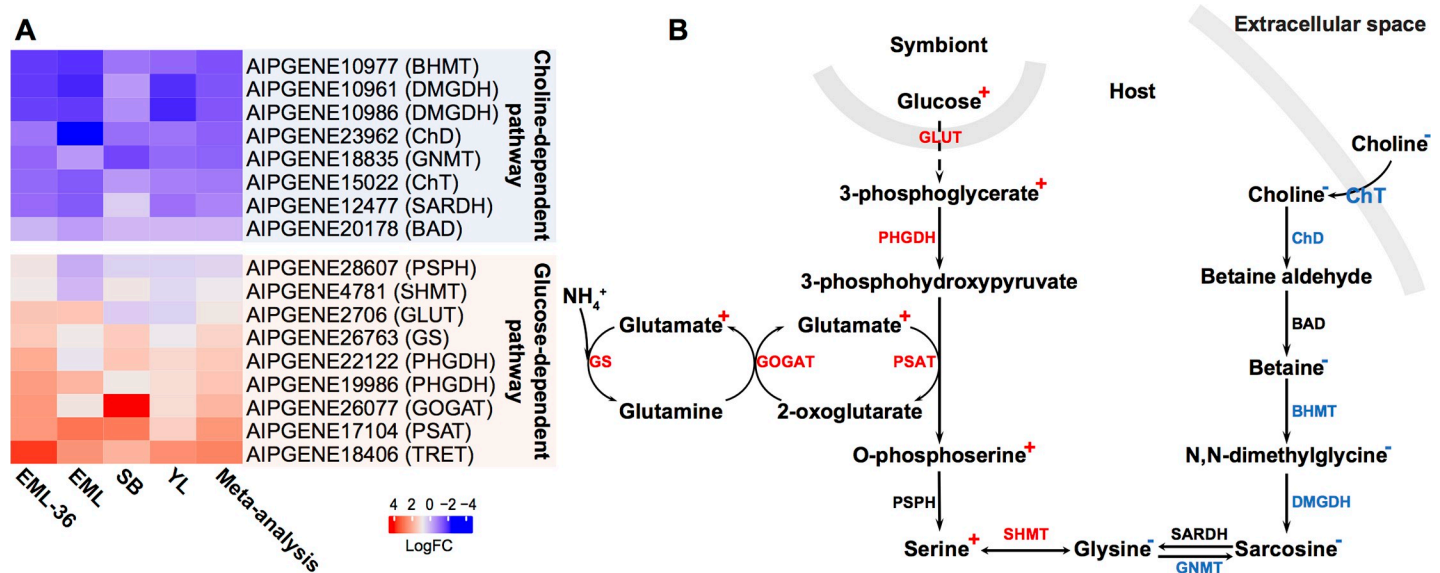 A
AIPGENE10977 (BHMT)
AIPGENE10961 (DMGDH)
AIPGENE10986 (DMGDH)
AIPGENE23962 (ChD)
AIPGENE18835 (GNMT)
AIPGENE15022 (ChT)
AIPGENE12477 (SARDH)
AIPGENE20178 (BAD)
Choline-dependent
pathway
AIPGENE28607 (PSPH)
AIPGENE4781 (SHMT)
AIPGENE2706 (GLUT)
AIPGENE26763 (GS)
AIPGENE22122 (PHGDH)
AIPGENE19986 (PHGDH)
AIPGENE26077 (GOGAT)
AIPGENE17104 (PSAT)
AIPGENE18406 (TRET)
Glucose-dependent
pathway
EML-36
EML
SB
YL
Meta-analysis
4 2 0 −2 −4
LogFC
B
Symbiont
Extracellular space
Host
Glucose+
GLUT
Choline-
3-phosphoglycerate+
Choline-
ChT
PHGDH
ChD
3-phosphohydroxypyruvate
Betaine aldehyde
NH4+
Glutamate+
Glutamate+
BAD
GS
GOGAT
PSAT
Betaine-
Glutamine
2-oxoglutarate
BHMT
O-phosphoserine+
N,N-dimethylglycine-
PSPH
DMGDH
Serine+
SHMT
Glysine-
SARDH
GNMT
Sarcosine-